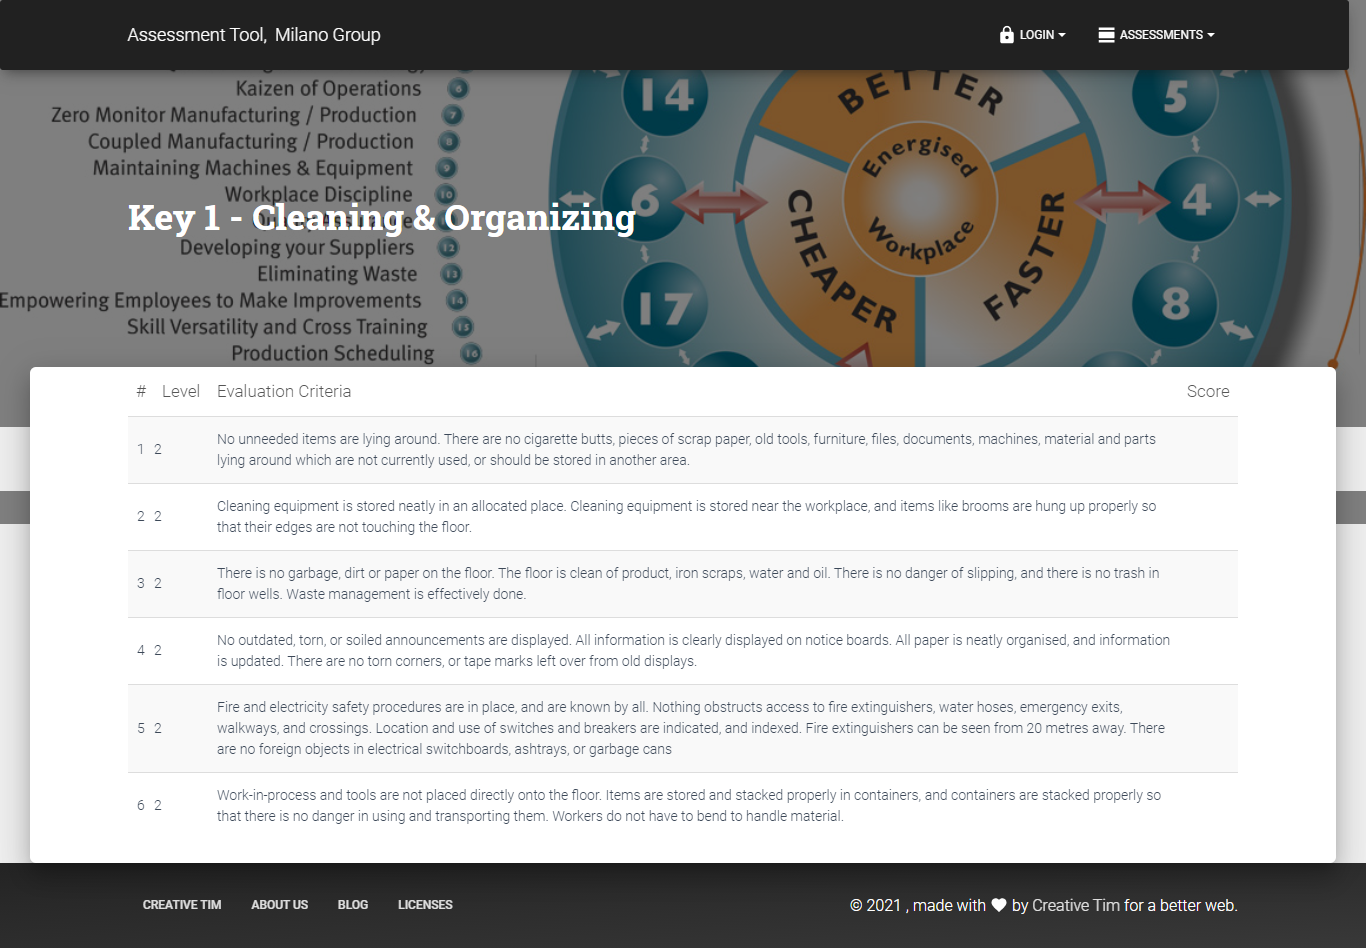 Assessment Tool,  Milano Group
LOGIN
ASSESSMENTS
Kaizen of Operations 6
Zero Monitor Manufacturing / Production 7
Coupled Manufacturing / Production 8
Maintaining Machines & Equipment 9
Workplace Discipline 10
Developing your Suppliers 12
Eliminating Waste 13
Empowering Employees to Make Improvements 14
Skill Versatility and Cross Training 15
Production Scheduling 16
14
6
17
5
4
8
BETTER
CHEAPER
FASTER
Energised
Workplace
Key 1 - Cleaning & Organizing
# Level Evaluation Criteria Score
1 2 No unneeded items are lying around. There are no cigarette butts, pieces of scrap paper, old tools, furniture, files, documents, machines, material and parts
lying around which are not currently used, or should be stored in another area.
2 2 Cleaning equipment is stored neatly in an allocated place. Cleaning equipment is stored near the workplace, and items like brooms are hung up properly so
that their edges are not touching the floor.
3 2 There is no garbage, dirt or paper on the floor. The floor is clean of product, iron scraps, water and oil. There is no danger of slipping, and there is no trash in
floor wells. Waste management is effectively done.
4 2 No outdated, torn, or soiled announcements are displayed. All information is clearly displayed on notice boards. All paper is neatly organised, and information
is updated. There are no torn corners, or tape marks left over from old displays.
5 2 Fire and electricity safety procedures are in place, and are known by all. Nothing obstructs access to fire extinguishers, water hoses, emergency exits,
walkways, and crossings. Location and use of switches and breakers are indicated, and indexed. Fire extinguishers can be seen from 20 metres away. There
are no foreign objects in electrical switchboards, ashtrays, or garbage cans
6 2 Work-in-process and tools are not placed directly onto the floor. Items are stored and stacked properly in containers, and containers are stacked properly so
that there is no danger in using and transporting them. Workers do not have to bend to handle material.
CREATIVE TIM ABOUT US BLOG LICENSES
© 2021 , made with ♥ by Creative Tim for a better web.